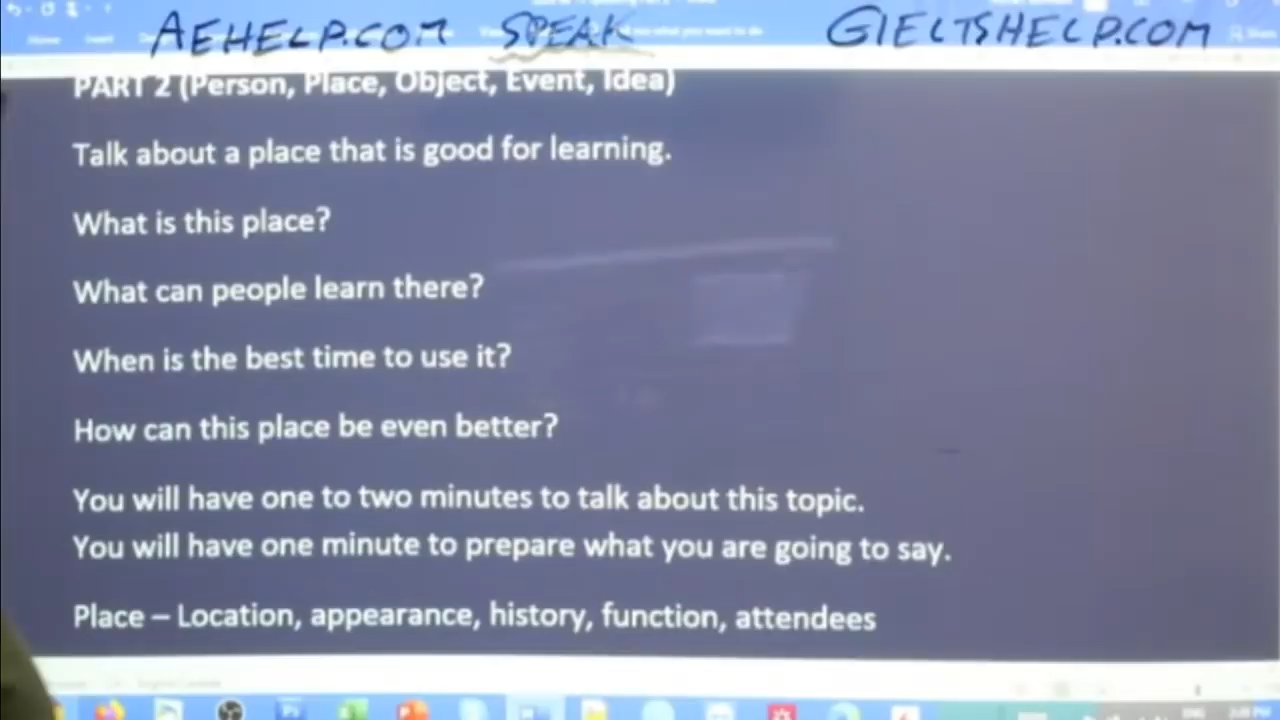 AEHELP.COM SPEAK GIELTSHELP.COM
PART 2 (Person, Place, Object, Event, Idea)
Talk about a place that is good for learning.
What is this place?
What can people learn there?
When is the best time to use it?
How can this place be even better?
You will have one to two minutes to talk about this topic.
You will have one minute to prepare what you are going to say.
Place – Location, appearance, history, function, attendees